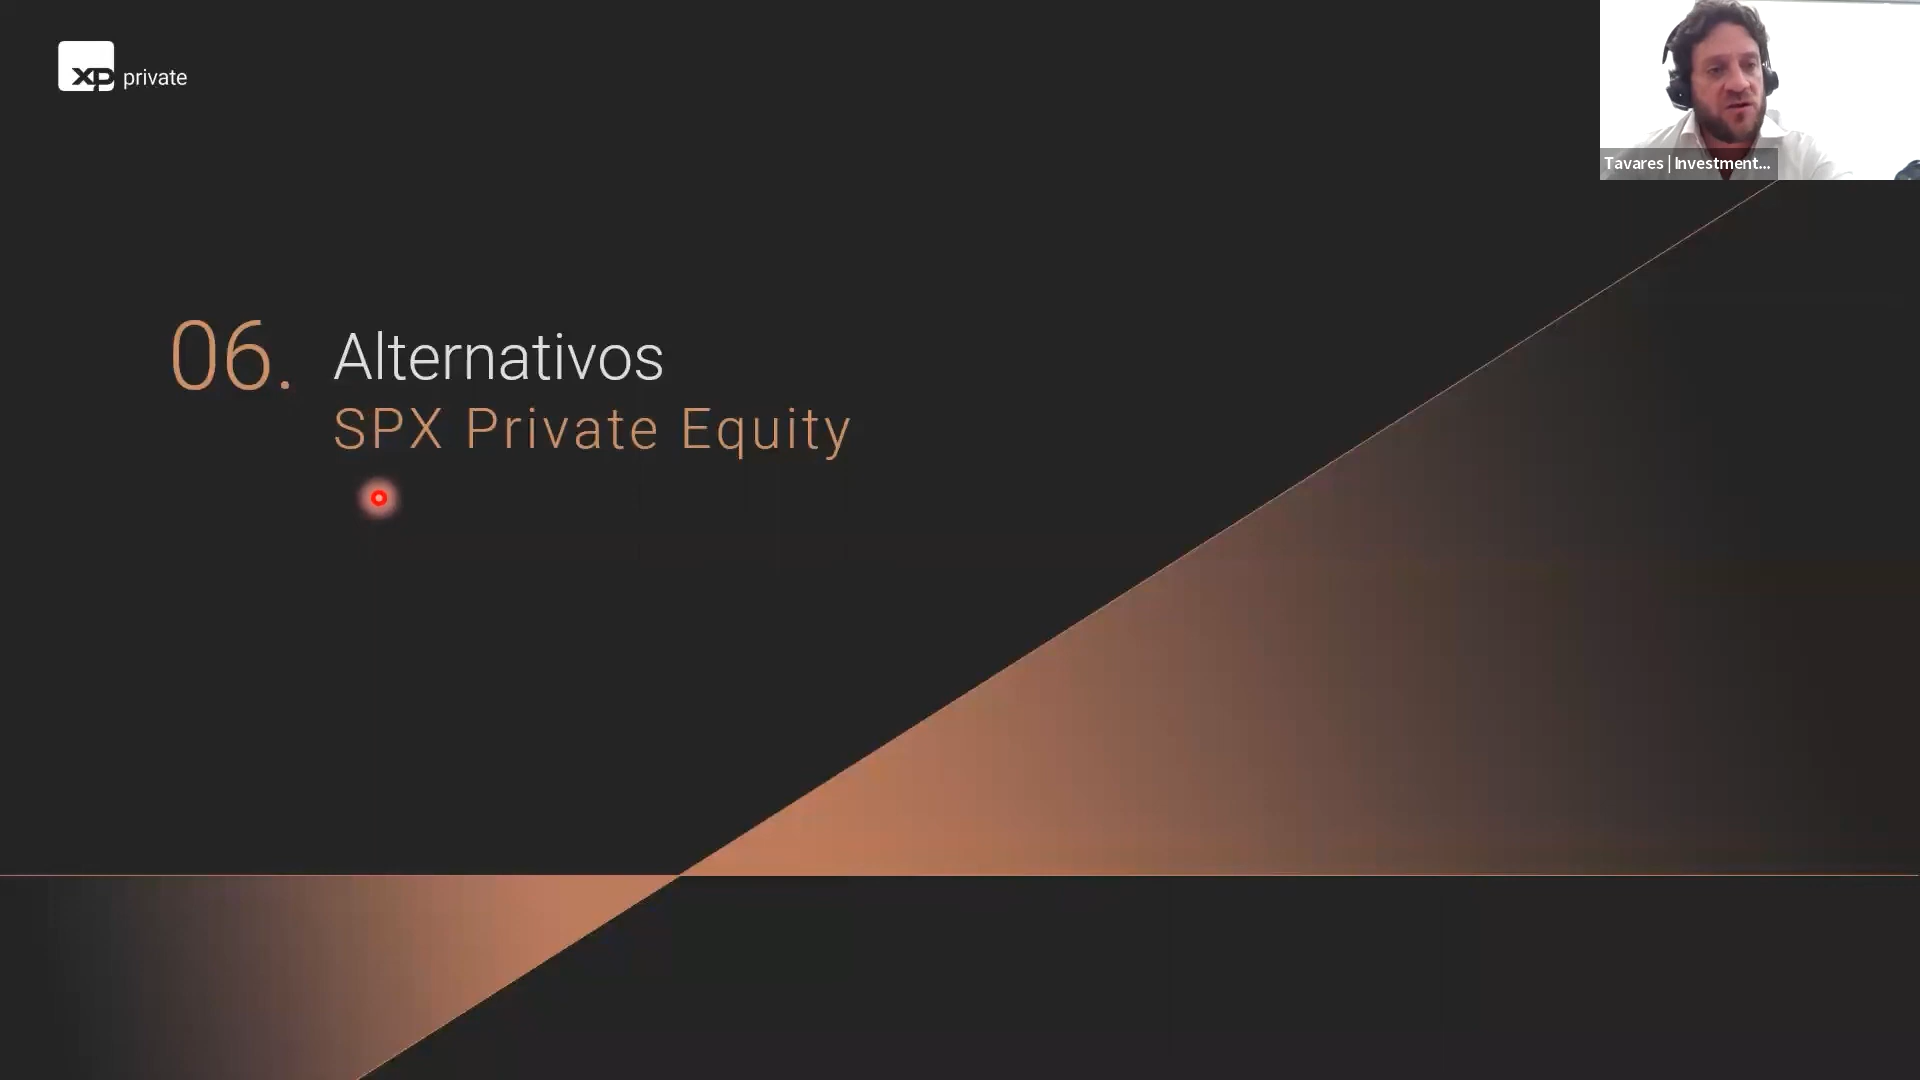 xp private
Tavares | Investment...
06. Alternativos
SPX Private Equity